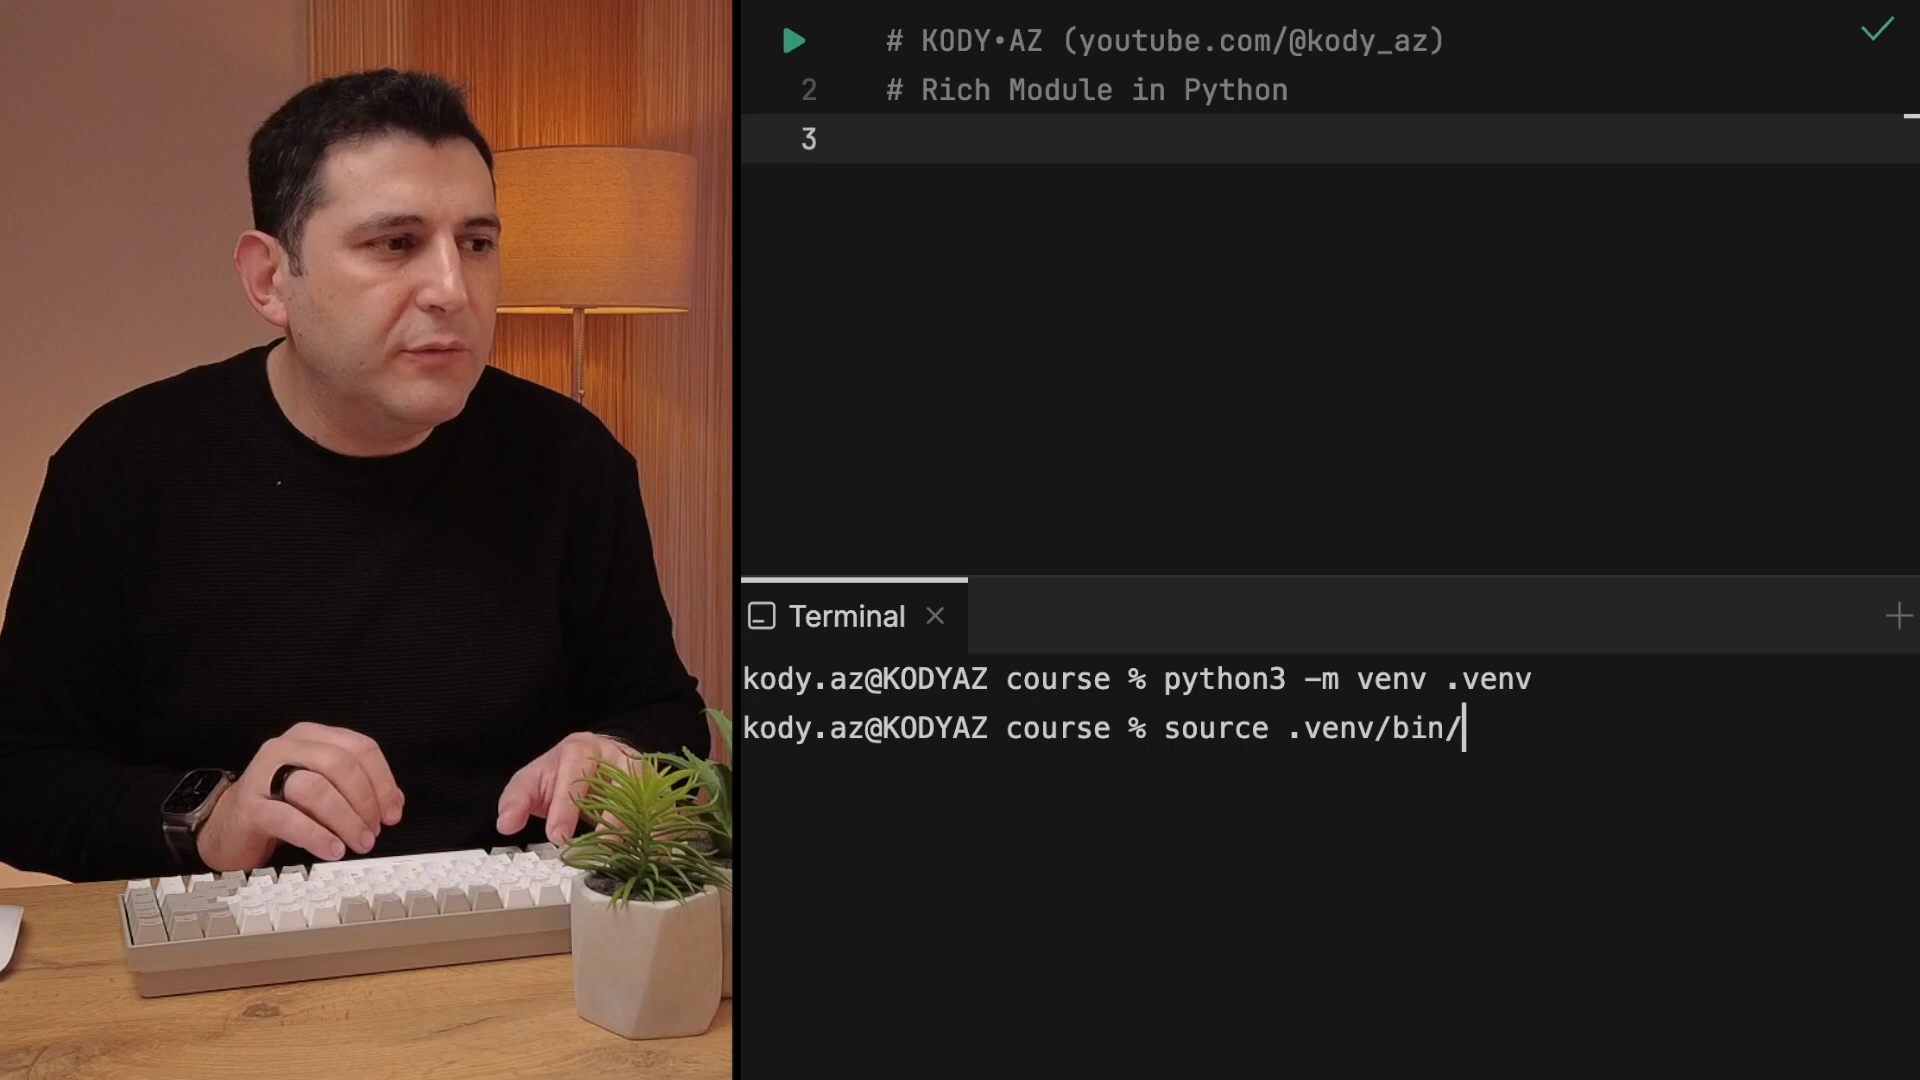 # KODY•AZ (youtube.com/@kody_az)
2 # Rich Module in Python
3
Terminal
kody.az@KODYAZ course % python3 -m venv .venv
kody.az@KODYAZ course % source .venv/bin/